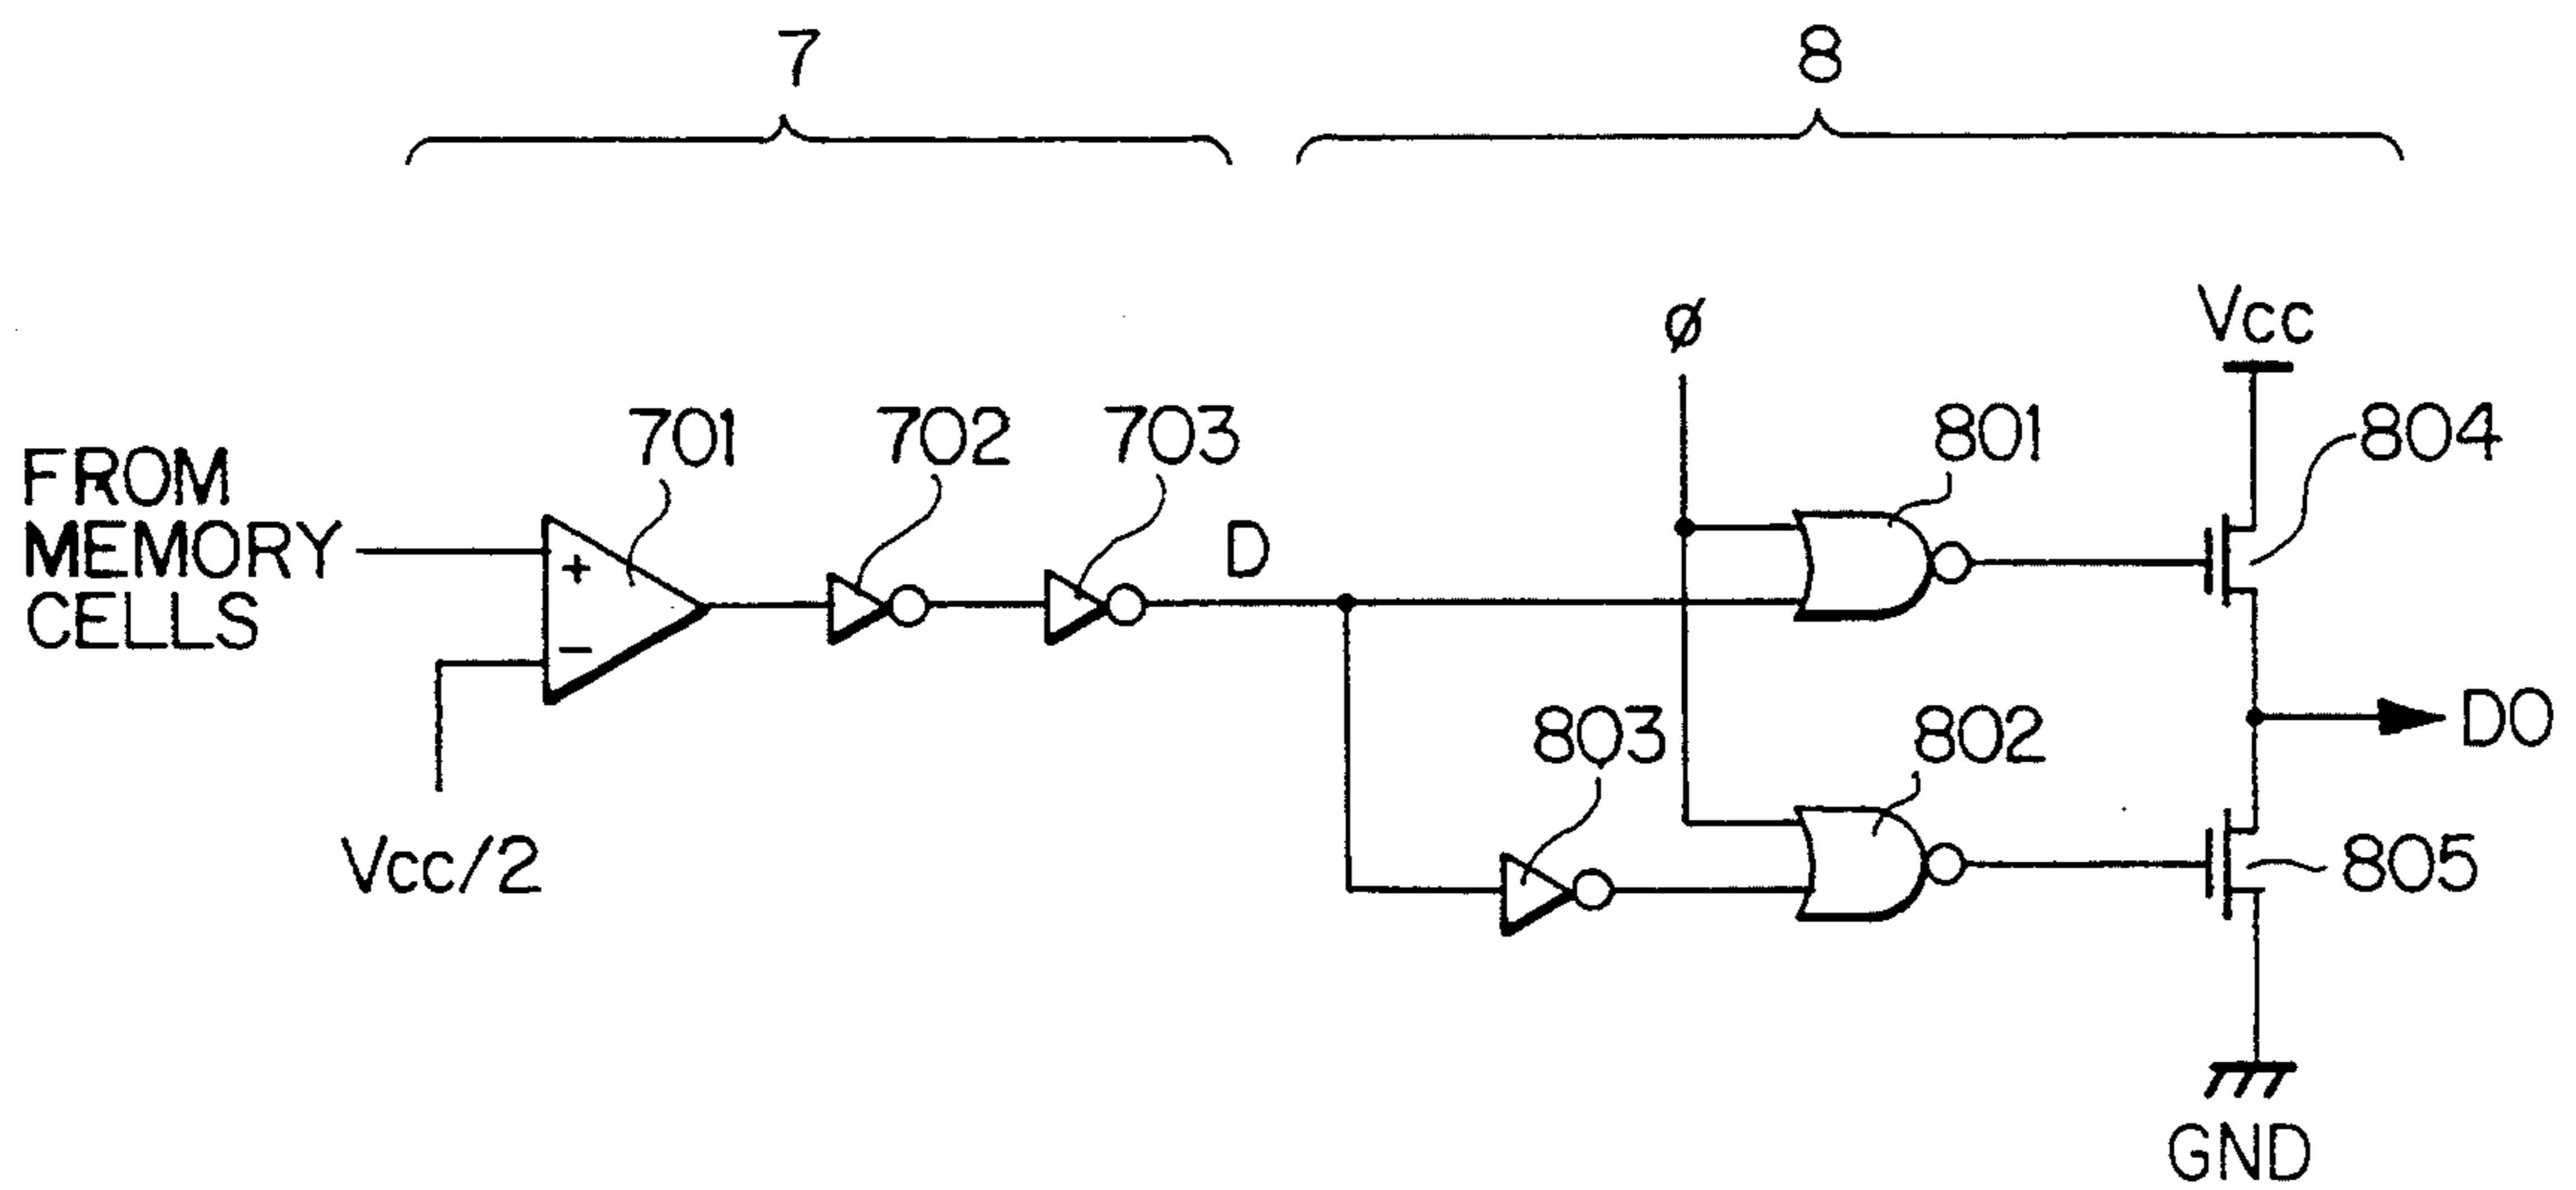 7
8
ø
Vcc
701
702
703
801
804
FROM
MEMORY
CELLS
+
D
−
803
802
DO
Vcc/2
805
GND